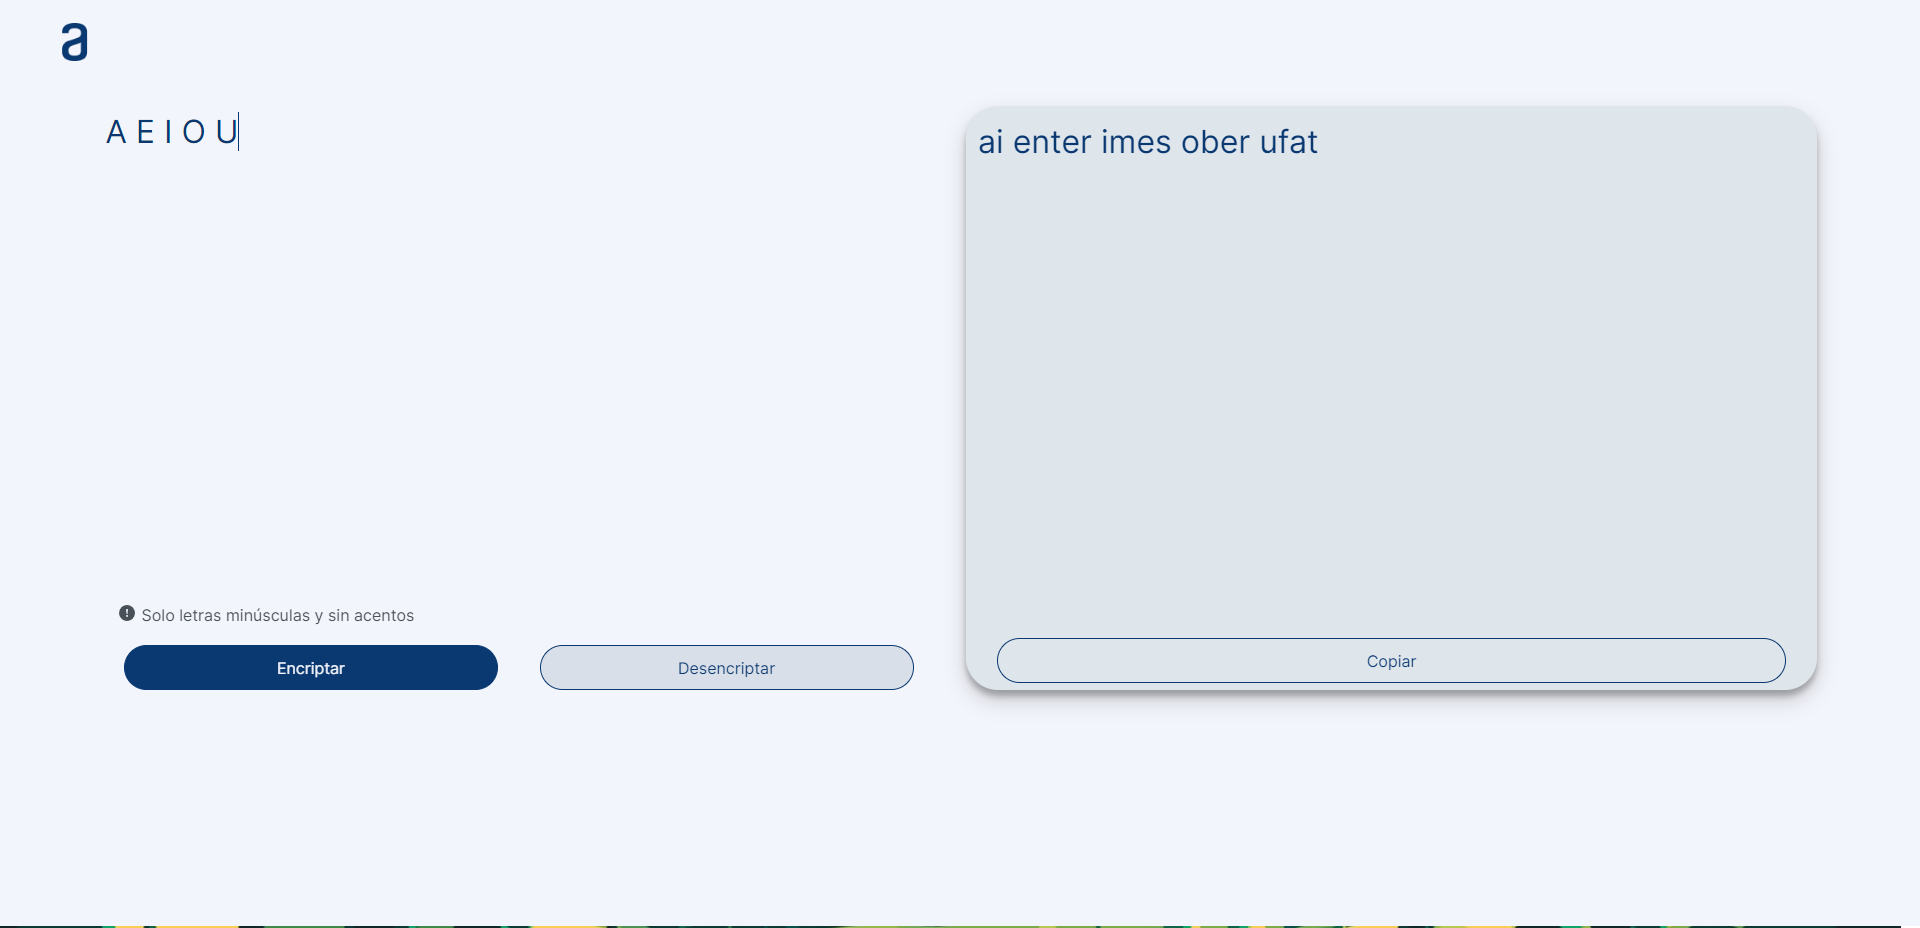 a
A E I O U
ai enter imes ober ufat
Solo letras minúsculas y sin acentos
Encriptar
Desencriptar
Copiar